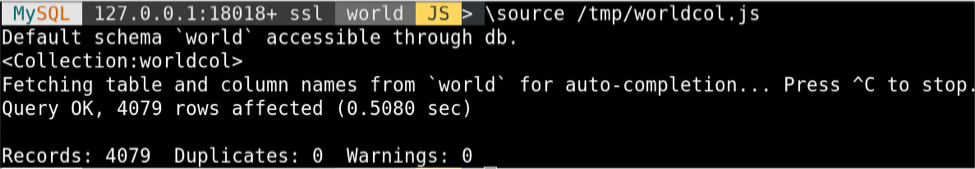 MySQL 127.0.0.1:18018+ ssl world JS > \source /tmp/worldcol.js
Default schema `world` accessible through db.
<Collection:worldcol>
Fetching table and column names from `world` for auto-completion... Press ^C to stop.
Query OK, 4079 rows affected (0.5080 sec)
Records: 4079  Duplicates: 0  Warnings: 0